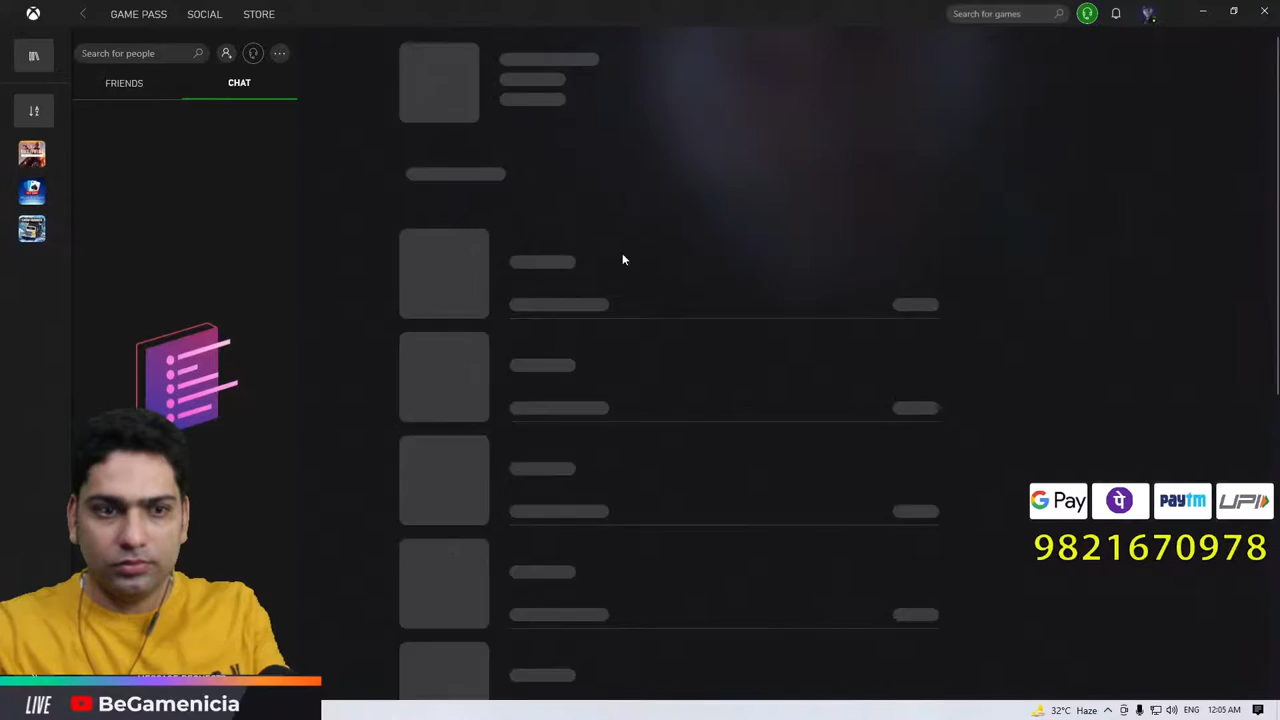 GAME PASS SOCIAL STORE
Search for games
Search for people
FRIENDS CHAT
G Pay पे paytm UPI
9821670978
LIVE BeGamenicia
32°C Haze ENG 12:05 AM